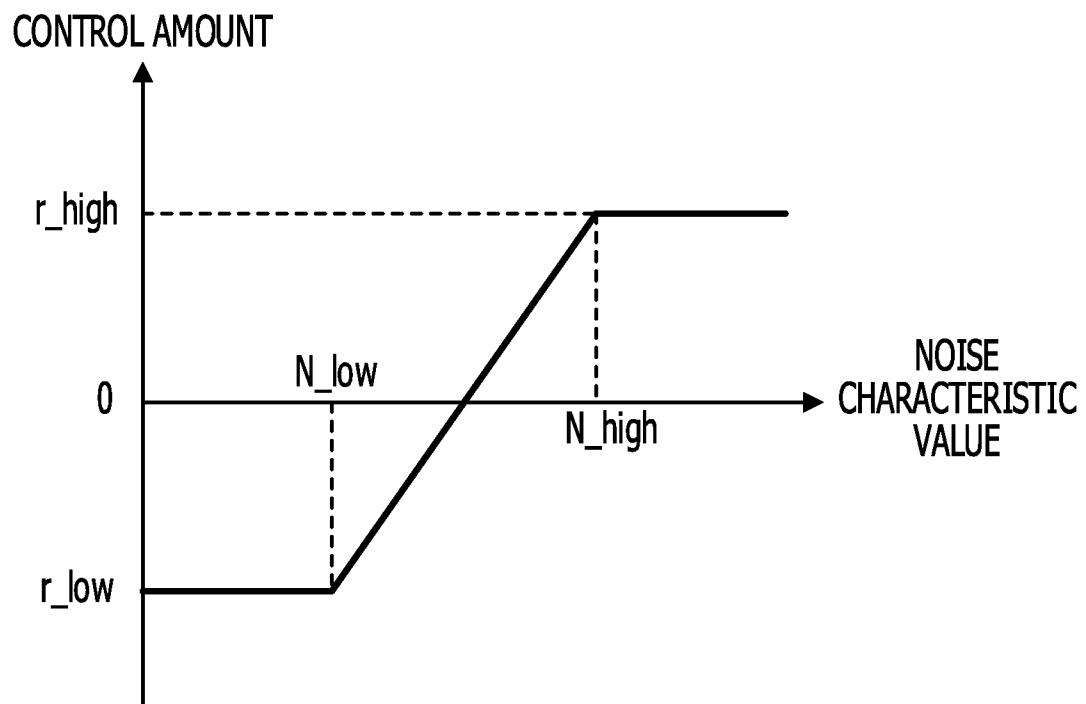 CONTROL AMOUNT
r_high
N_low
0
N_high
NOISE
CHARACTERISTIC
VALUE
r_low